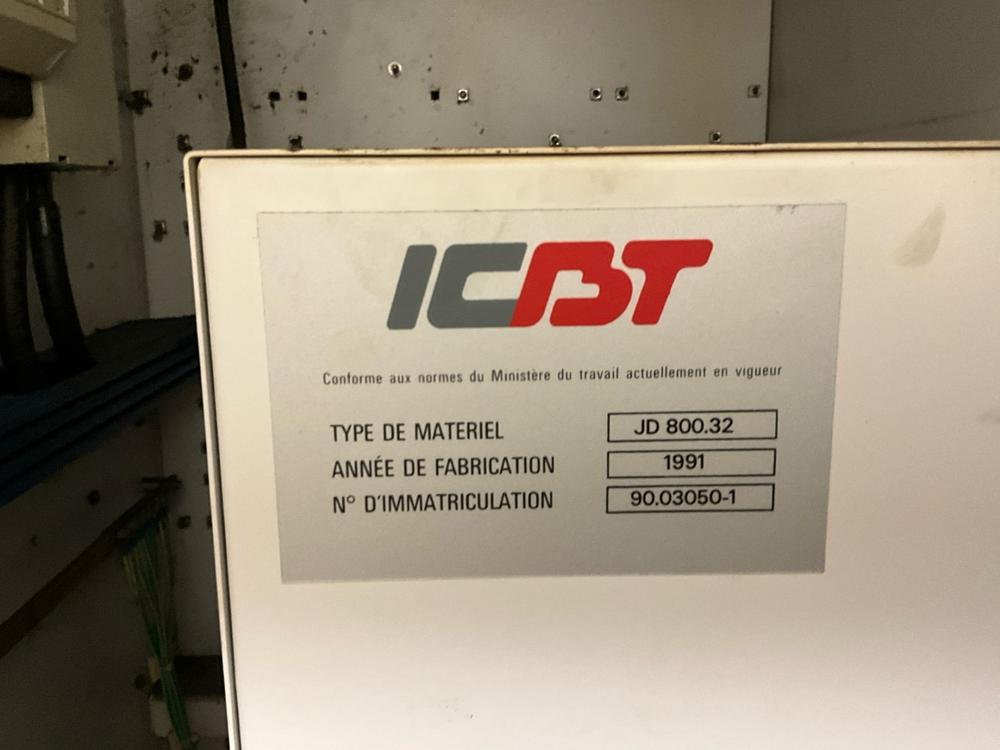 ICBT
Conforme aux normes du Ministère du travail actuellement en vigueur
TYPE DE MATERIEL JD 800.32
ANNÉE DE FABRICATION 1991
N° D'IMMATRICULATION 90.03050-1